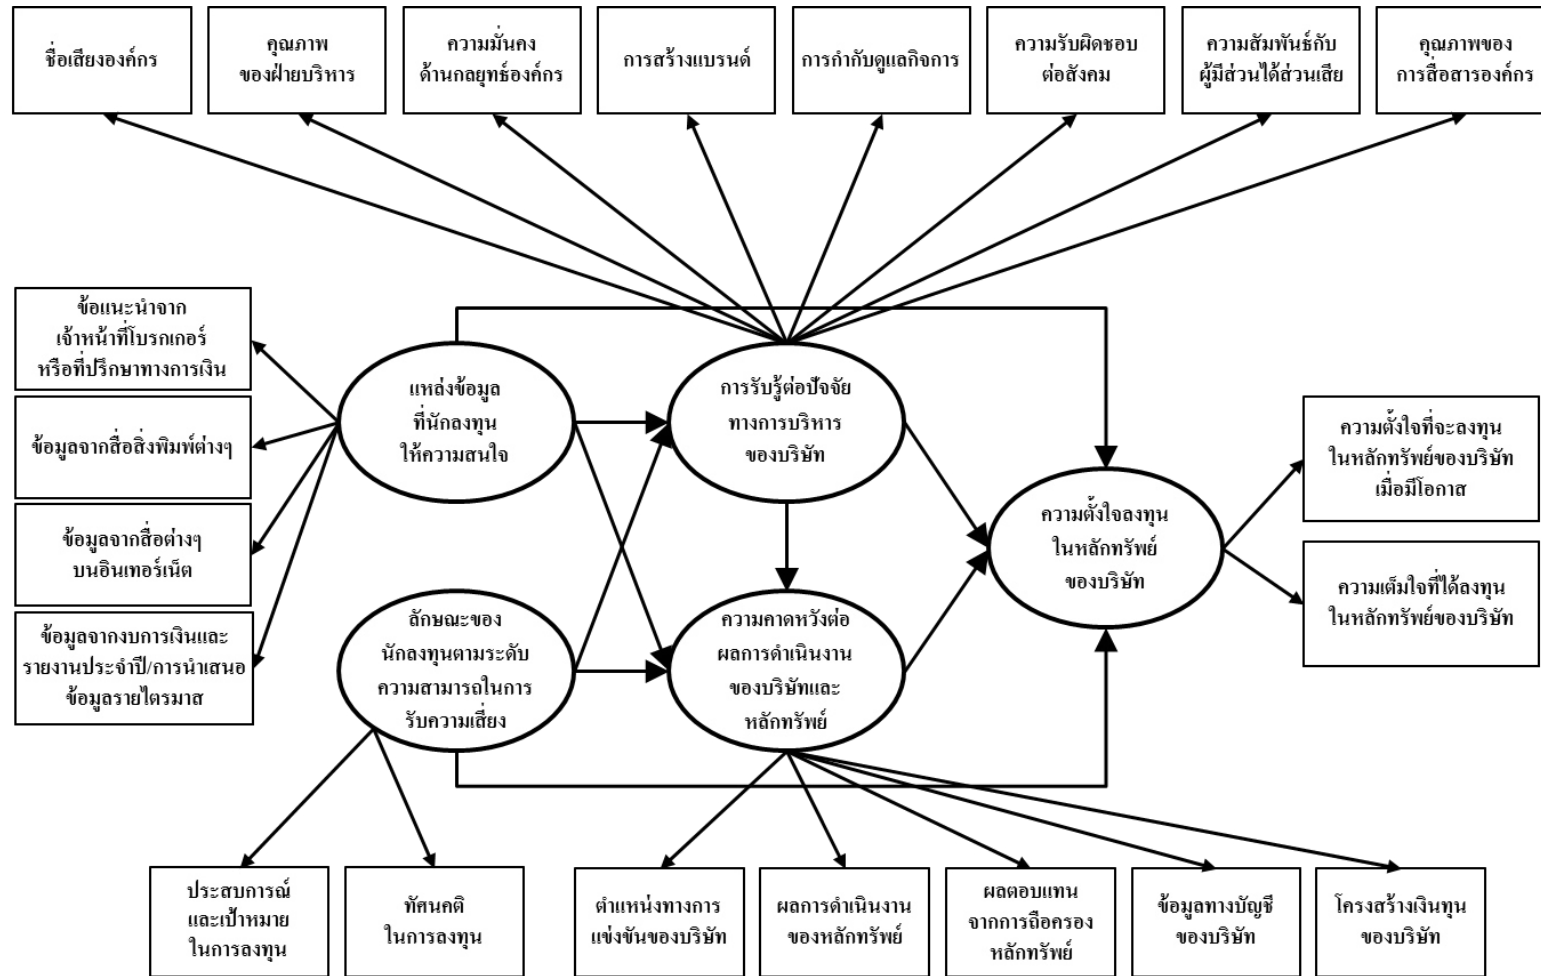 ชื่อเสียงองค์กร
คุณภาพ
ของฝ่ายบริหาร
ความมั่นคง
ด้านกลยุทธ์องค์กร
การสร้างแบรนด์
การกำกับดูแลกิจการ
ความรับผิดชอบ
ต่อสังคม
ความสัมพันธ์กับ
ผู้มีส่วนได้ส่วนเสีย
คุณภาพของ
การสื่อสารองค์กร
ข้อแนะนำจาก
เจ้าหน้าที่โบรกเกอร์
หรือที่ปรึกษาทางการเงิน
ข้อมูลจากสื่อสิ่งพิมพ์ต่างๆ
ข้อมูลจากสื่อต่างๆ
บนอินเทอร์เน็ต
ข้อมูลจากงบการเงินและ
รายงานประจำปี/การนำเสนอ
ข้อมูลรายไตรมาส
แหล่งข้อมูล
ที่นักลงทุน
ให้ความสนใจ
การรับรู้ต่อปัจจัย
ทางการบริหาร
ของบริษัท
ลักษณะของ
นักลงทุนตามระดับ
ความสามารถในการ
รับความเสี่ยง
ความคาดหวังต่อ
ผลการดำเนินงาน
ของบริษัทและ
หลักทรัพย์
ความตั้งใจลงทุน
ในหลักทรัพย์
ของบริษัท
ความตั้งใจที่จะลงทุน
ในหลักทรัพย์ของบริษัท
เมื่อมีโอกาส
ความเต็มใจที่ได้ลงทุน
ในหลักทรัพย์ของบริษัท
ประสบการณ์
และเป้าหมาย
ในการลงทุน
ทัศนคติ
ในการลงทุน
ตำแหน่งทางการ
แข่งขันของบริษัท
ผลการดำเนินงาน
ของหลักทรัพย์
ผลตอบแทน
จากการถือครอง
หลักทรัพย์
ข้อมูลทางบัญชี
ของบริษัท
โครงสร้างเงินทุน
ของบริษัท